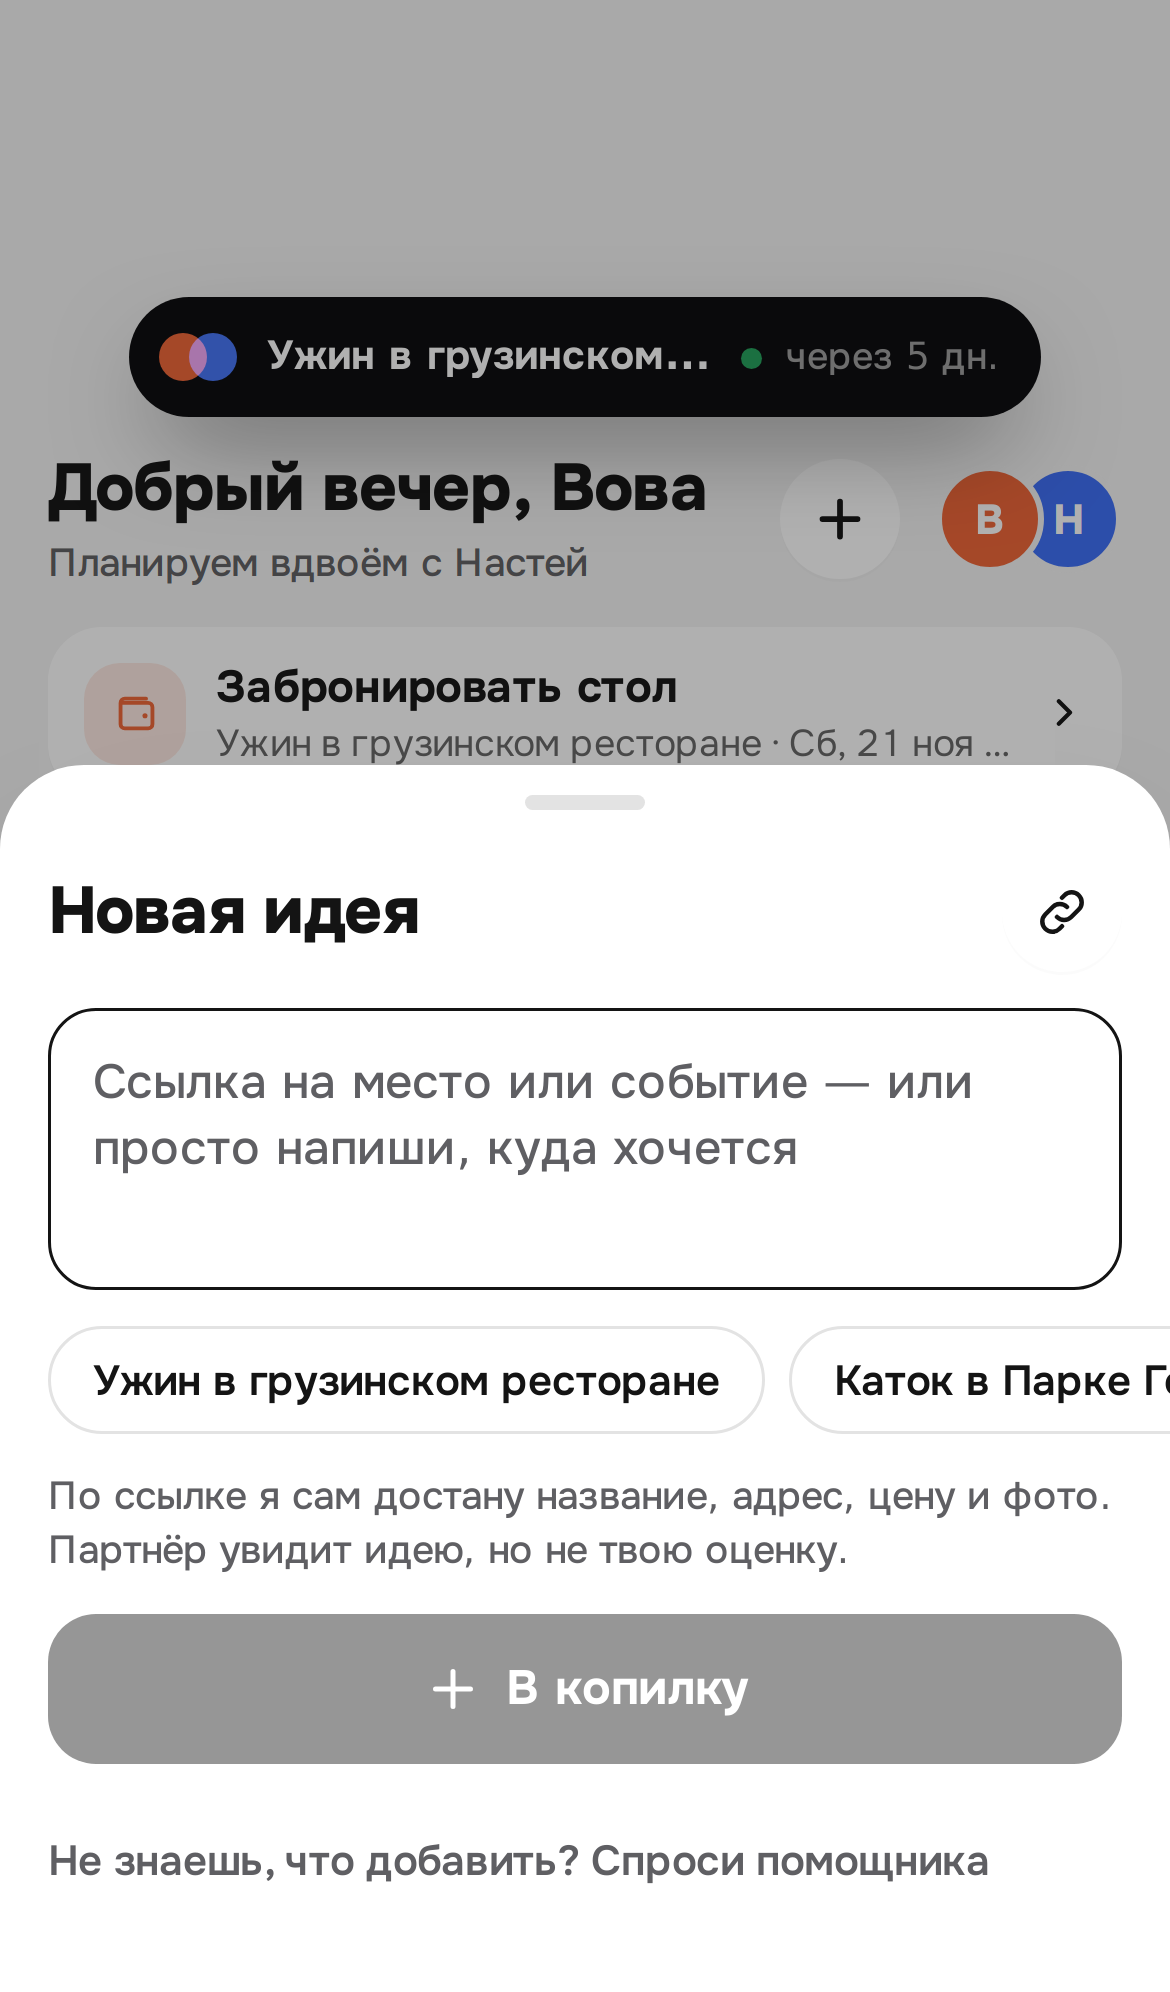 Ужин в грузинском... через 5 дн.
Добрый вечер, Вова
Планируем вдвоём с Настей
В Н
Забронировать стол
Ужин в грузинском ресторане · Сб, 21 ноя ...
Новая идея
Ссылка на место или событие — или
просто напиши, куда хочется
Ужин в грузинском ресторане
Каток в Парке
По ссылке я сам достану название, адрес, цену и фото.
Партнёр увидит идею, но не твою оценку.
В копилку
Не знаешь, что добавить? Спроси помощника